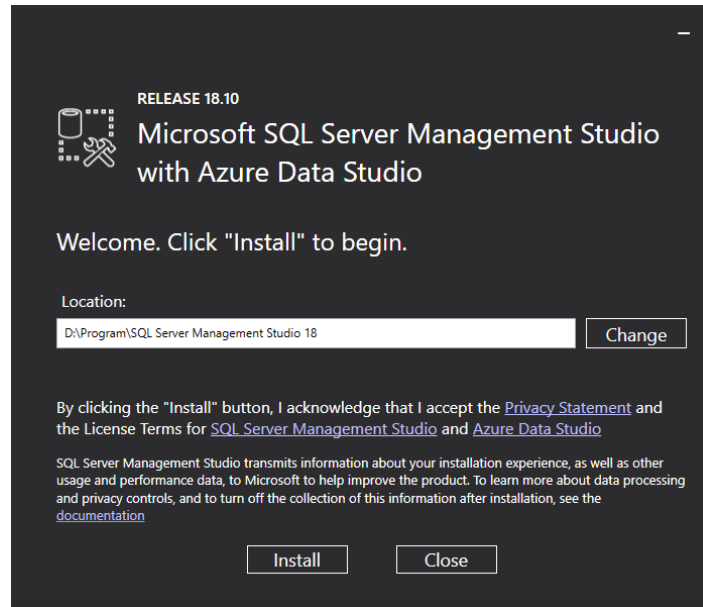 RELEASE 18.10
Microsoft SQL Server Management Studio
with Azure Data Studio
Welcome. Click "Install" to begin.
Location:
D:\Program\SQL Server Management Studio 18
Change
By clicking the "Install" button, I acknowledge that I accept the Privacy Statement and
the License Terms for SQL Server Management Studio and Azure Data Studio
SQL Server Management Studio transmits information about your installation experience, as well as other
usage and performance data, to Microsoft to help improve the product. To learn more about data processing
and privacy controls, and to turn off the collection of this information after installation, see the
documentation
Install
Close